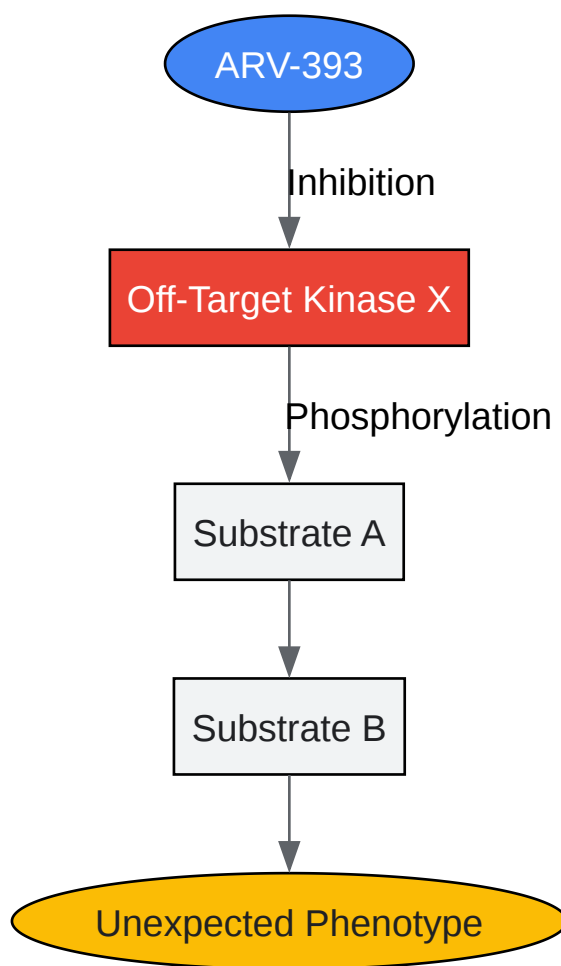 ARV-393
Inhibition
Off-Target Kinase X
Phosphorylation
Substrate A
Substrate B
Unexpected Phenotype